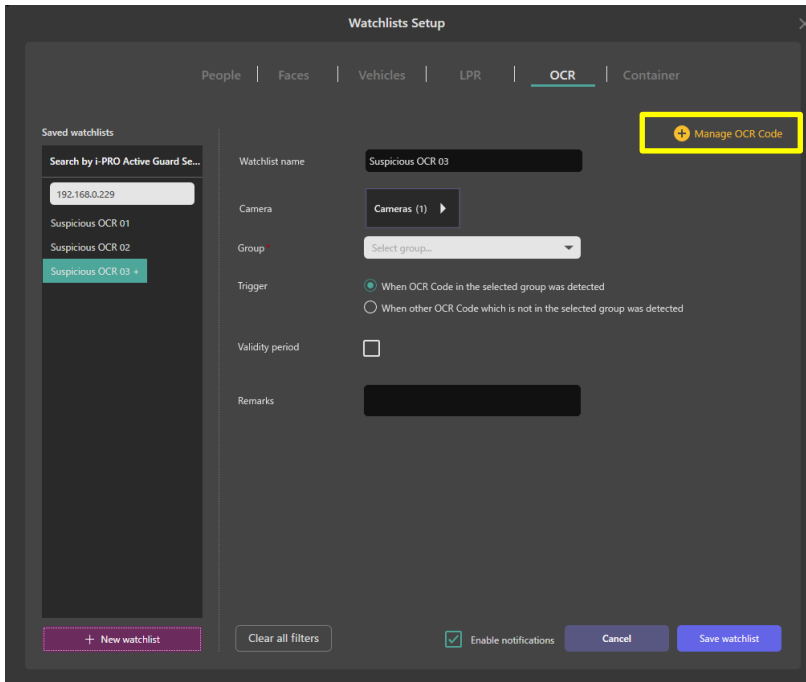 Watchlists Setup
People
Faces
Vehicles
LPR
OCR
Container
Manage OCR Code
Saved watchlists
Search by i-PRO Active Guard Se...
192.168.0.229
Suspicious OCR 01
Suspicious OCR 02
Suspicious OCR 03 +
+ New watchlist
Watchlist name
Suspicious OCR 03
Camera
Cameras (1)
Group*
Select group...
Trigger
When OCR Code in the selected group was detected
When other OCR Code which is not in the selected group was detected
Validity period
Remarks
Clear all filters
Enable notifications
Cancel
Save watchlist